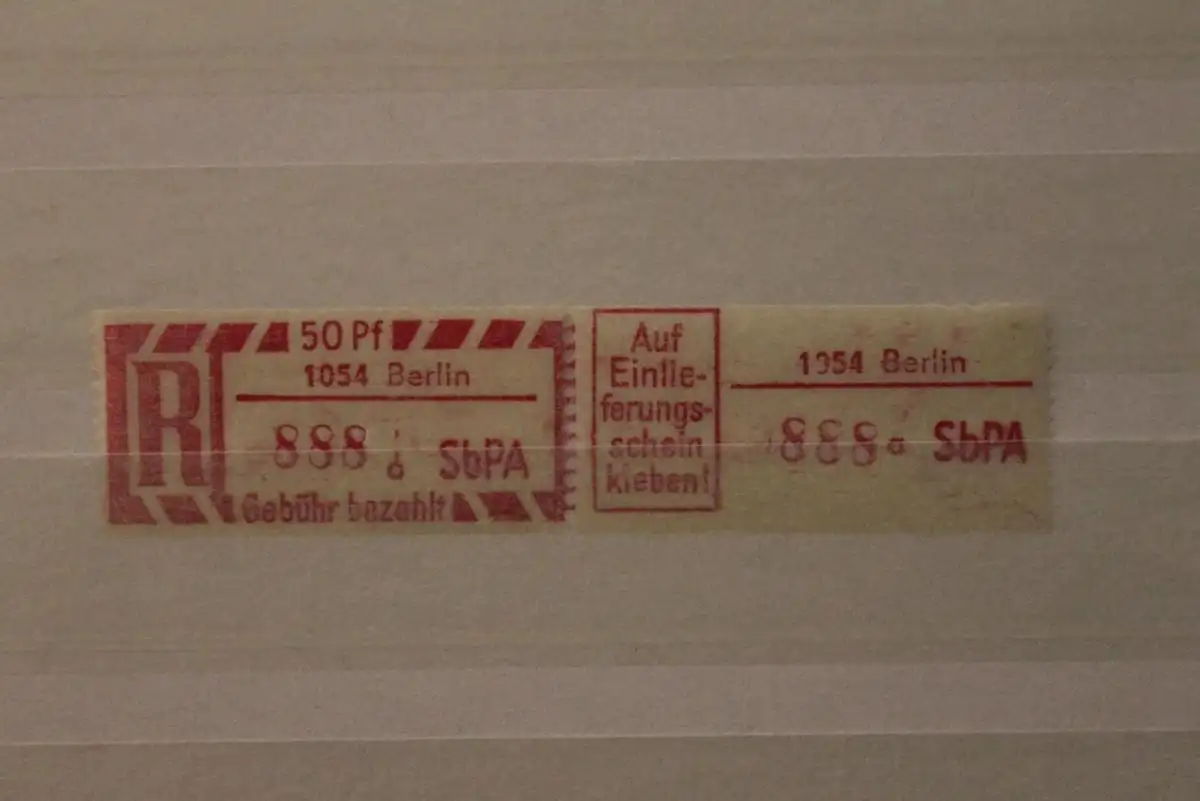 R
50 Pf
1054 Berlin
888
SbPA
Gebühr bezahlt
Auf
Einlie-
ferungs-
schein
kleben!
1054 Berlin
888 a
SbPA